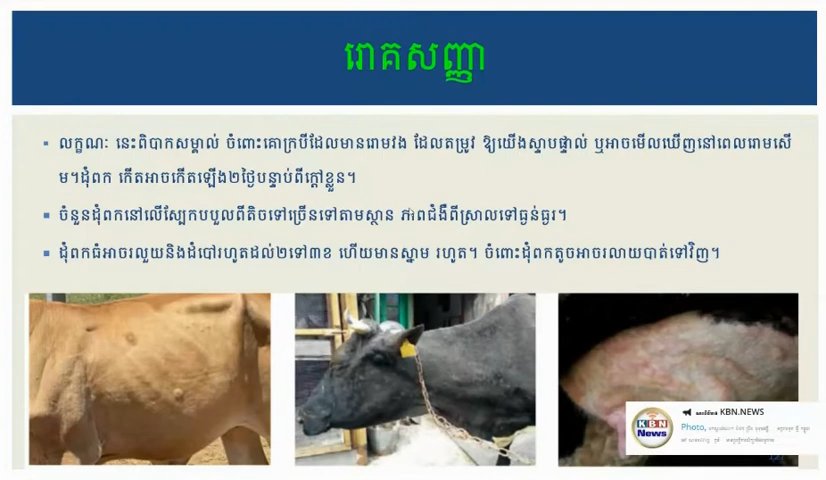 រោគសញ្ញា
លក្ខណៈ នេះពិបាកសម្គាល់ ចំពោះគោក្របីដែលមានរោមវែង ដែលតម្រូវ ឱ្យយើងស្ទាបផ្ទាល់ ឬអាចមើលឃើញនៅពេលរោមសើ
ម។ដុំពក កើតអាចកើតឡើង២ថ្ងៃបន្ទាប់ពីក្តៅខ្លួន។
ចំនួនដុំពកនៅលើស្បែកបបួលពីតិចទៅច្រើនទៅតាមស្ថាន ភាពជំងឺពីស្រាលទៅធ្ងន់ធ្ងរ។
ដុំពកធំអាចរលួយនិងដំបៅរហូតដល់២ទៅ៣ខ ហើយមានស្នាម រហូត។ ចំពោះដុំពកតូចអាចរលាយបាត់ទៅវិញ។
KBN.NEWS
KBN
News
Photo,